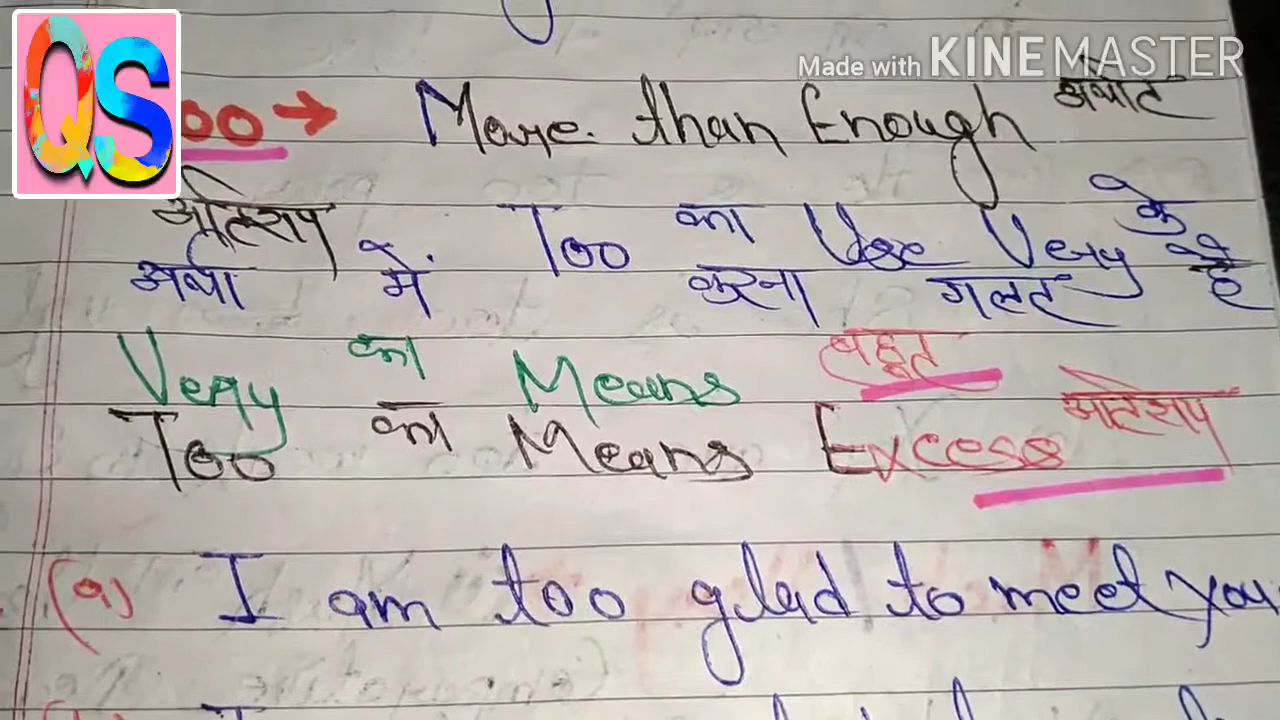 QS
Made with KINEMASTER
Too → More than Enough अर्थात
अतिशय Too का Use Very के
अर्थ में करना गलत है
Very का Means बहुत
Too का Means Excess अतिशय
(a) I am too glad to meet you